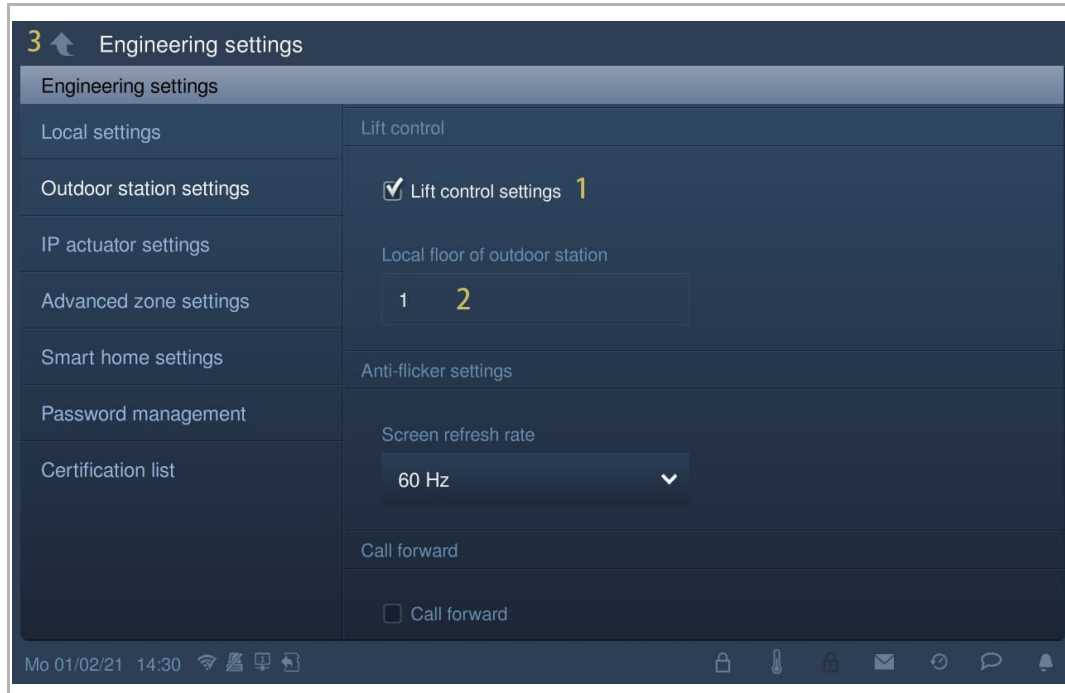 3 Engineering settings
Engineering settings
Local settings
Outdoor station settings
IP actuator settings
Advanced zone settings
Smart home settings
Password management
Certification list
Lift control
Lift control settings 1
Local floor of outdoor station
1 2
Anti-flicker settings
Screen refresh rate
60 Hz
Call forward
Call forward
Mo 01/02/21 14:30